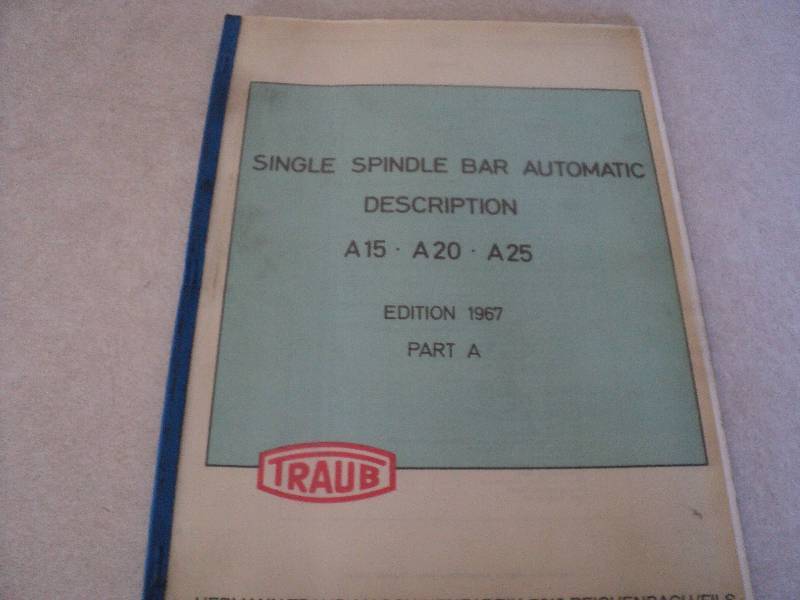 SINGLE SPINDLE BAR AUTOMATIC
DESCRIPTION
A15 · A20 · A25
EDITION 1967
PART A
TRAUB